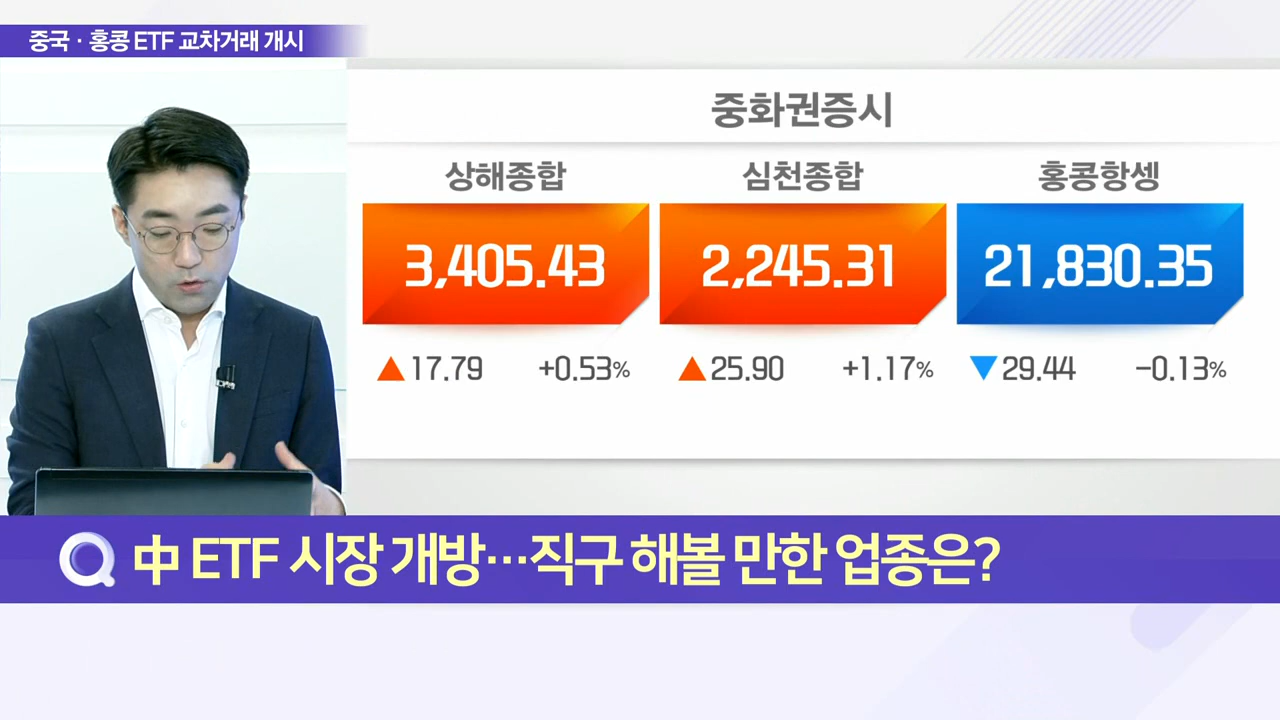 중국·홍콩 ETF 교차거래 개시
중화권증시
상해종합
3,405.43
▲17.79 +0.53%
심천종합
2,245.31
▲25.90 +1.17%
홍콩항셍
21,830.35
▼29.44 -0.13%
中 ETF 시장 개방…직구 해볼 만한 업종은?